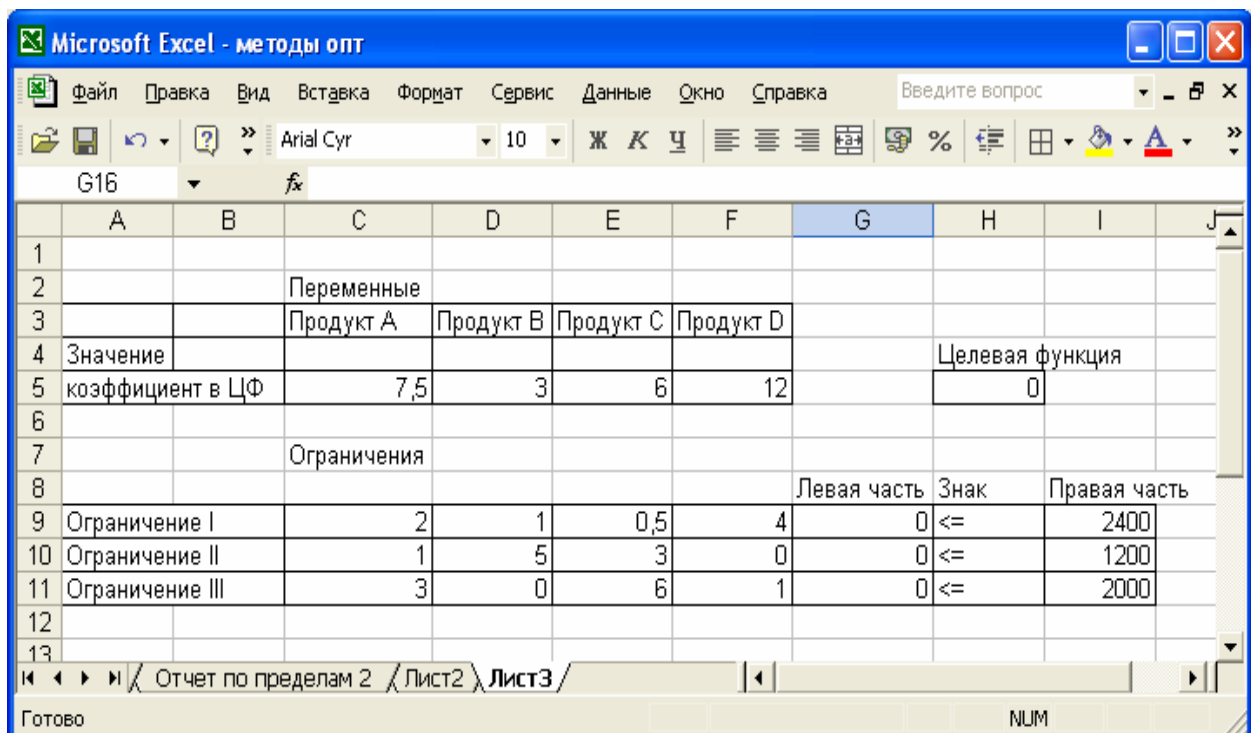 Microsoft Excel - методы опт
Файл Правка Вид Вставка Формат Сервис Данные Окно Справка Введите вопрос
Arial Cyr 10 Ж К Ч %  А
G16 fx
A B C D E F G H I J
1
2 Переменные
3 Продукт A Продукт B Продукт C Продукт D
4 Значение Целевая функция
5 коэффициент в ЦФ 7,5 3 6 12 0
6
7 Ограничения
8 Левая часть Знак Правая часть
9 Ограничение I 2 1 0,5 4 0 <= 2400
10 Ограничение II 1 5 3 0 0 <= 1200
11 Ограничение III 3 0 6 1 0 <= 2000
12
13
Отчет по пределам 2 Лист2 Лист3
Готово NUM